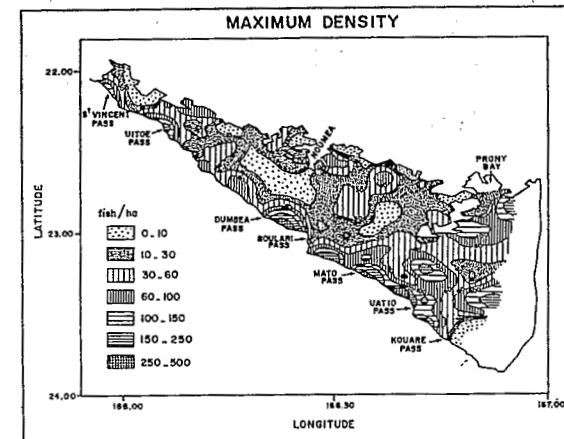 MAXIMUM DENSITY
22.00
ST VINCENT
PASS
UITOE
PASS
NOUMEA
PRONY
BAY
LATITUDE
fish/ha
0_10
10_30
30_60
60_100
100_150
150_250
250_500
DUMBEA
PASS
23.00
BOULARI
PASS
MATO
PASS
UATIO
PASS
KOUARE
PASS
24.00
166.00
166.30
167.00
LONGITUDE